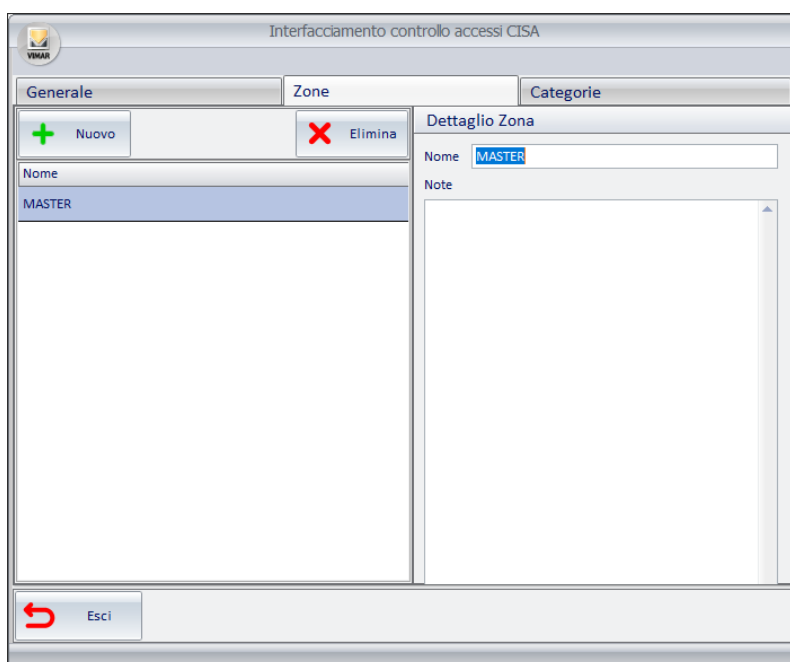 Interfacciamento controllo accessi CISA
VIMAR
Generale
Zone
Categorie
Nuovo
Elimina
Nome
MASTER
Dettaglio Zona
Nome MASTER
Note
Esci